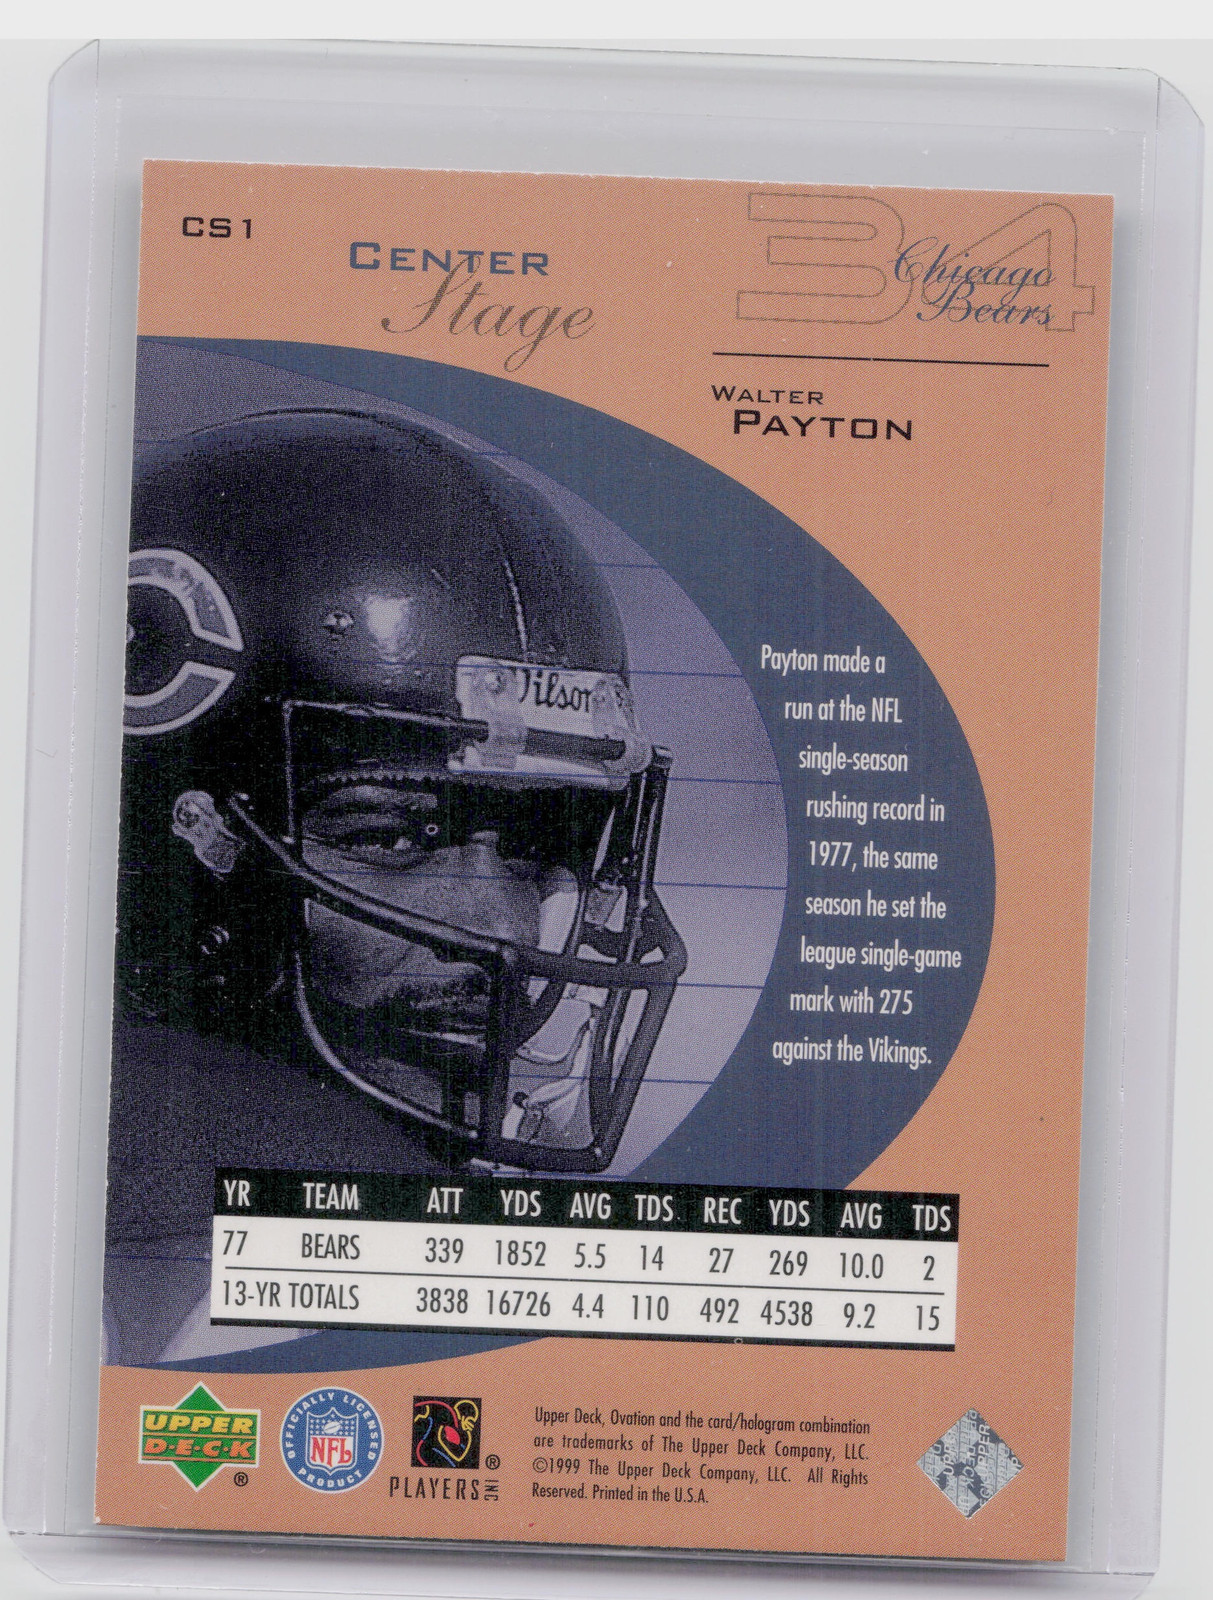 CS1
CENTER
Stage
34
Chicago
Bears
WALTER
PAYTON
Wilson
Payton made a
run at the NFL
single-season
rushing record in
1977, the same
season he set the
league single-game
mark with 275
against the Vikings.
YR TEAM ATT YDS AVG TDS REC YDS AVG TDS
77 BEARS 339 1852 5.5 14 27 269 10.0 2
13-YR TOTALS 3838 16726 4.4 110 492 4538 9.2 15
UPPER
D·E·C·K
®
OFFICIALLY LICENSED
NFL
PRODUCT
®
PLAYERS INC
Upper Deck, Ovation and the card/hologram combination
are trademarks of The Upper Deck Company, LLC.
©1999 The Upper Deck Company, LLC. All Rights
Reserved. Printed in the U.S.A.